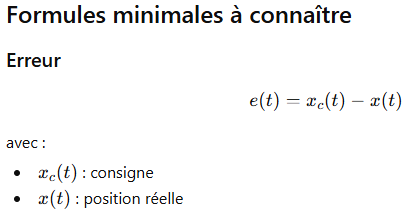 Formules minimales à connaître
Erreur
e(t) = x_c(t) − x(t)
avec :
• x_c(t) : consigne
• x(t) : position réelle